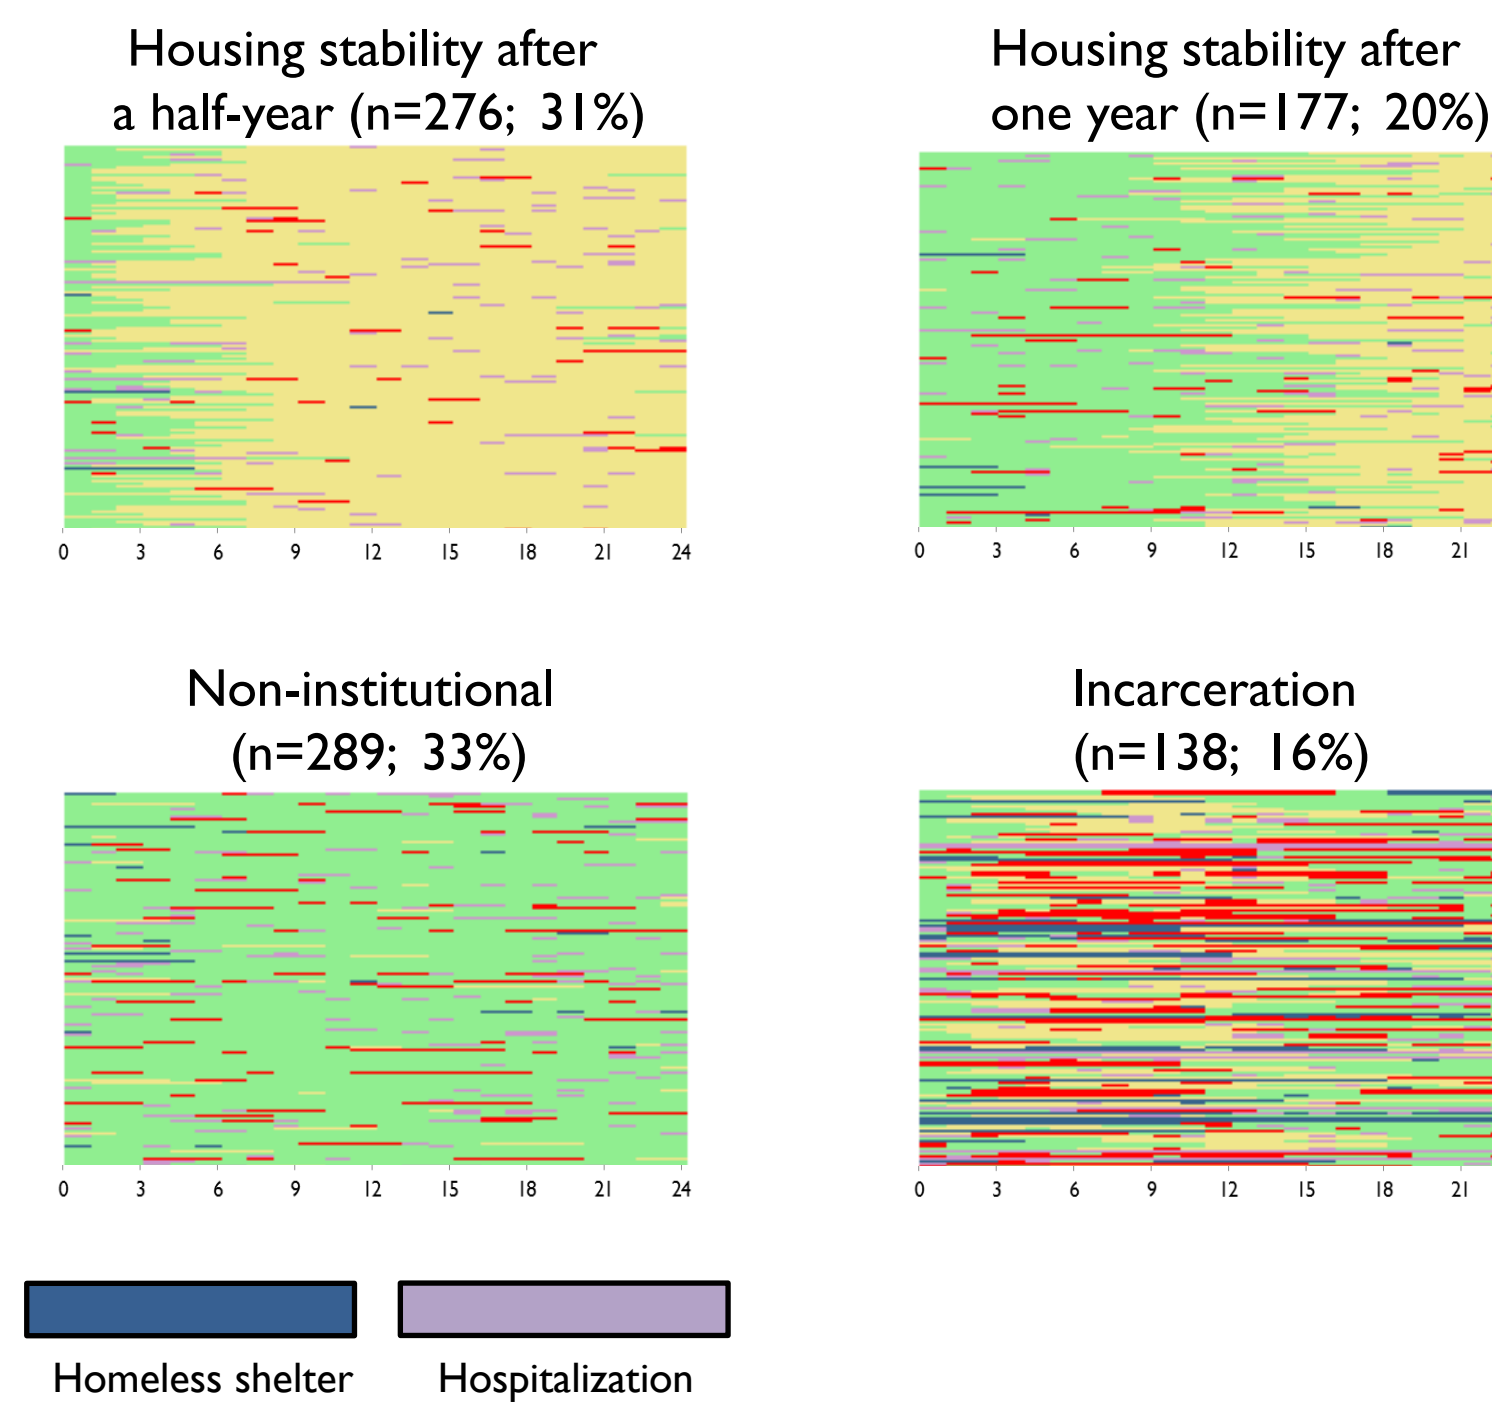 Housing stability after
a half-year (n=276; 31%)
Housing stability after
one year (n=177; 20%)
0 3 6 9 12 15 18 21 24
0 3 6 9 12 15 18 21
Non-institutional
(n=289; 33%)
Incarceration
(n=138; 16%)
0 3 6 9 12 15 18 21 24
0 3 6 9 12 15 18 21
Homeless shelter
Hospitalization